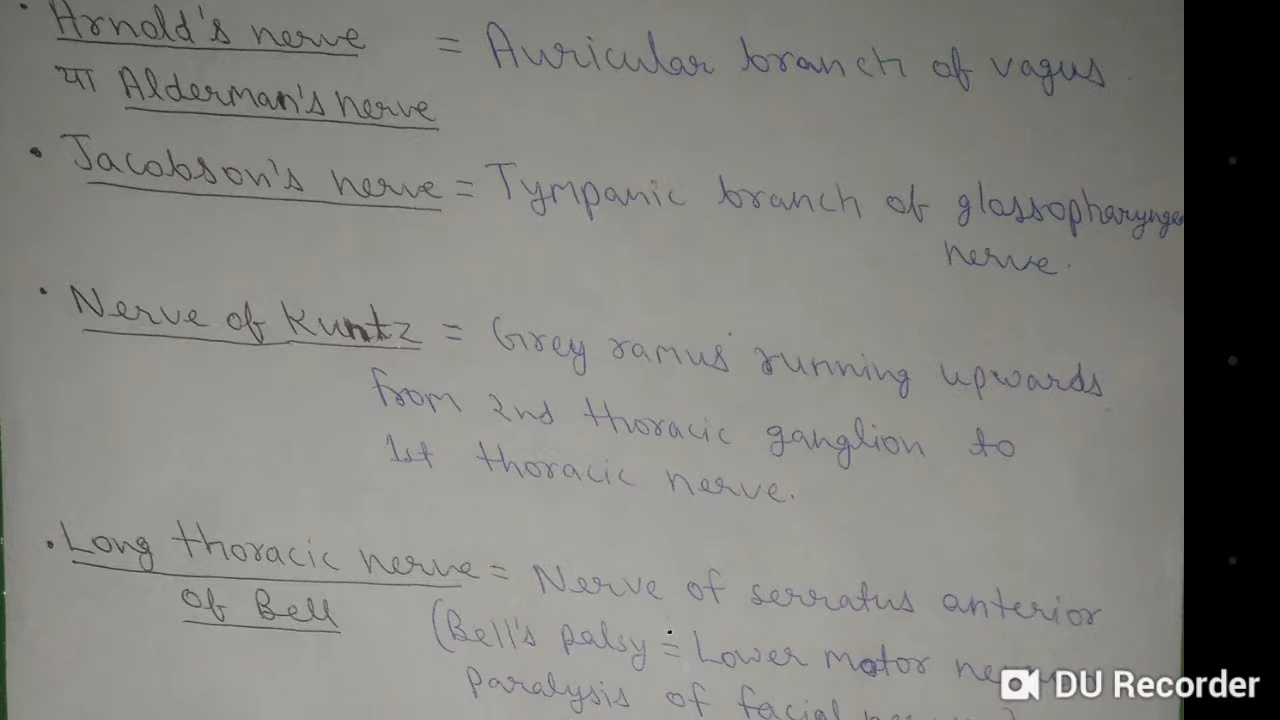 • Arnold's nerve = Auricular branch of vagus
या Alderman's nerve
• Jacobson's nerve = Tympanic branch of
nerve.
• Nerve of Kuntz = Grey ramus running upwards
from 2nd thoracic ganglion to
1st thoracic nerve.
• Long thoracic nerve = Nerve of serratus anterior
of Bell
(Bell's palsy = Lower motor
paralysis of facial
DU Recorder